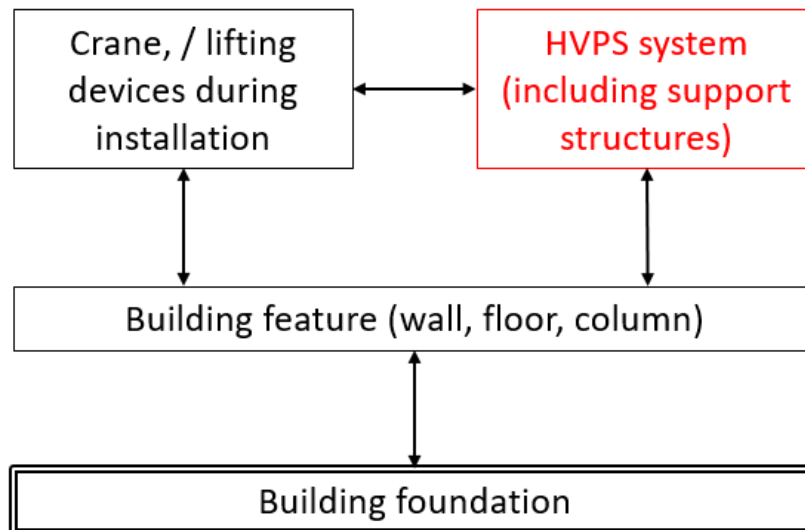 Crane, / lifting
devices during
installation
HVPS system
(including support
structures)
Building feature (wall, floor, column)
Building foundation